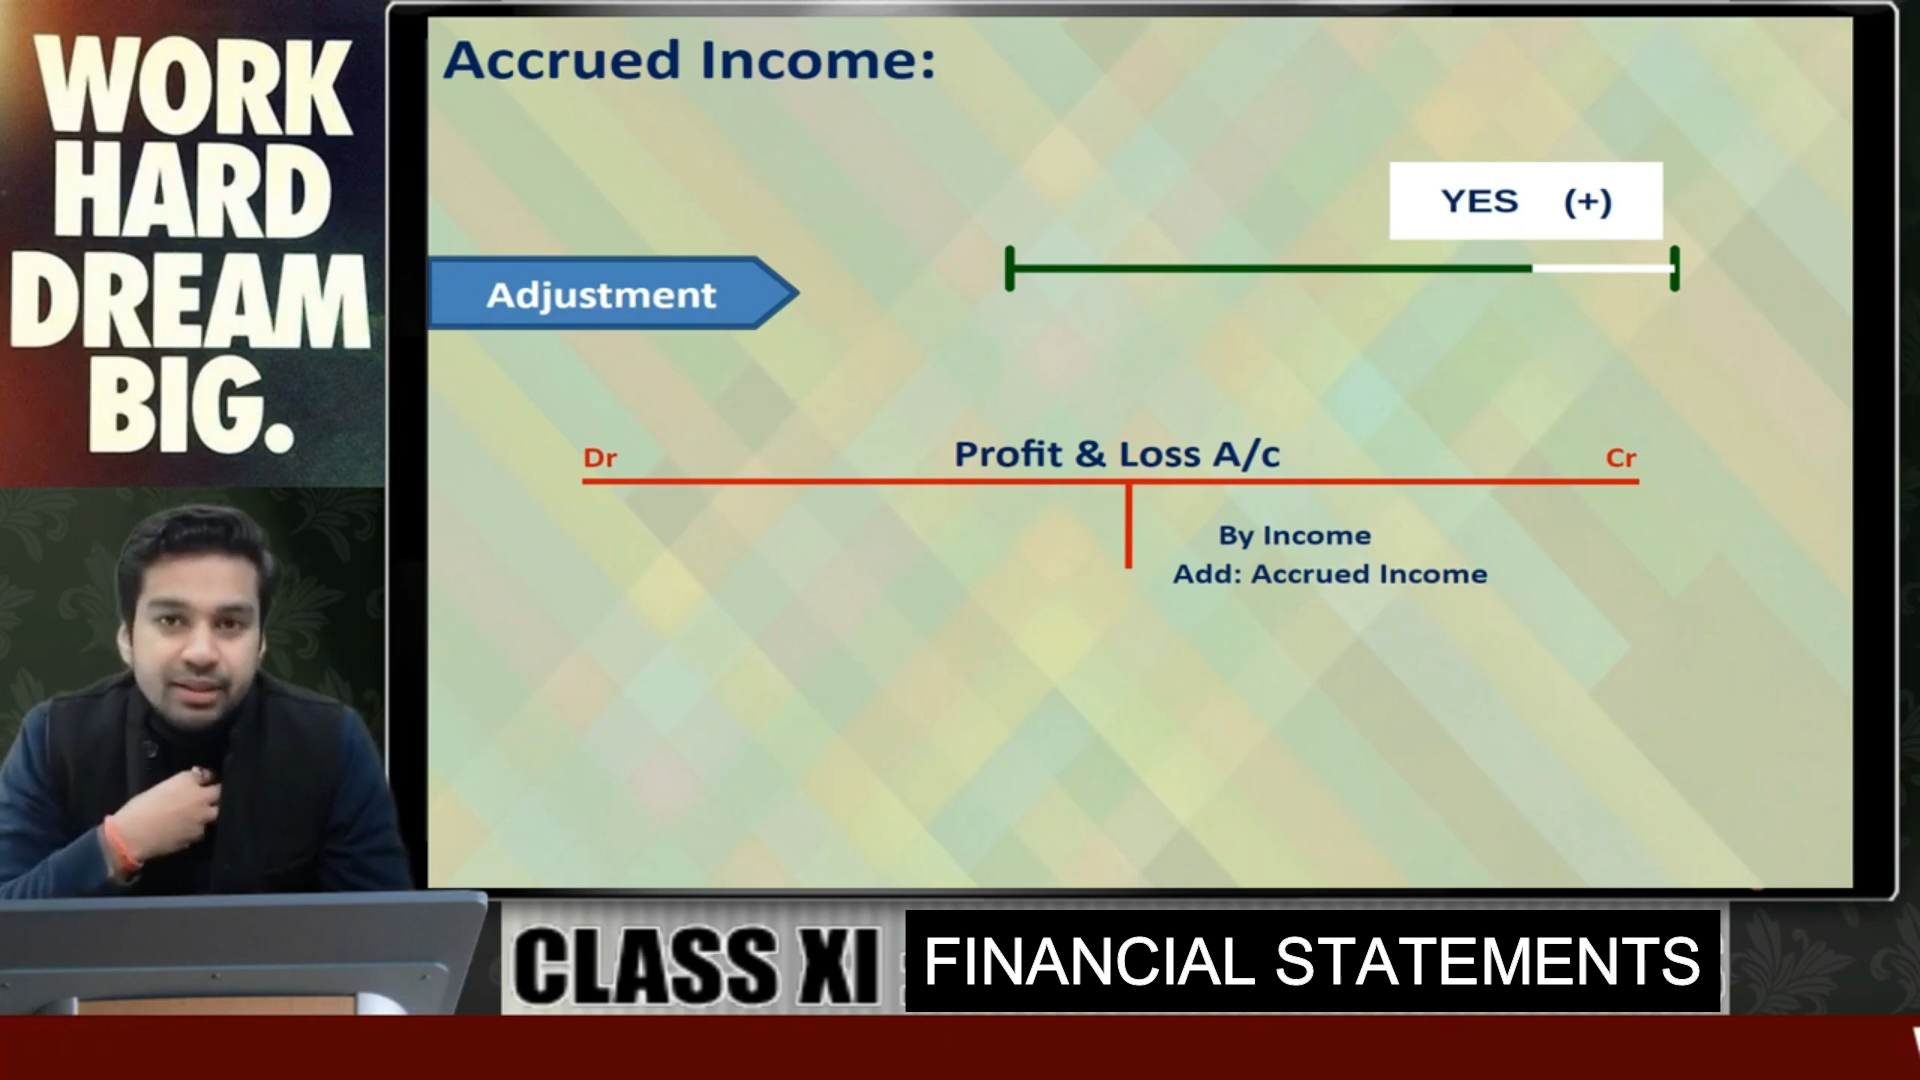 WORK
HARD
DREAM
BIG.
Accrued Income:
YES (+)
Adjustment
Dr Profit & Loss A/c Cr
By Income
Add: Accrued Income
CLASS XI FINANCIAL STATEMENTS